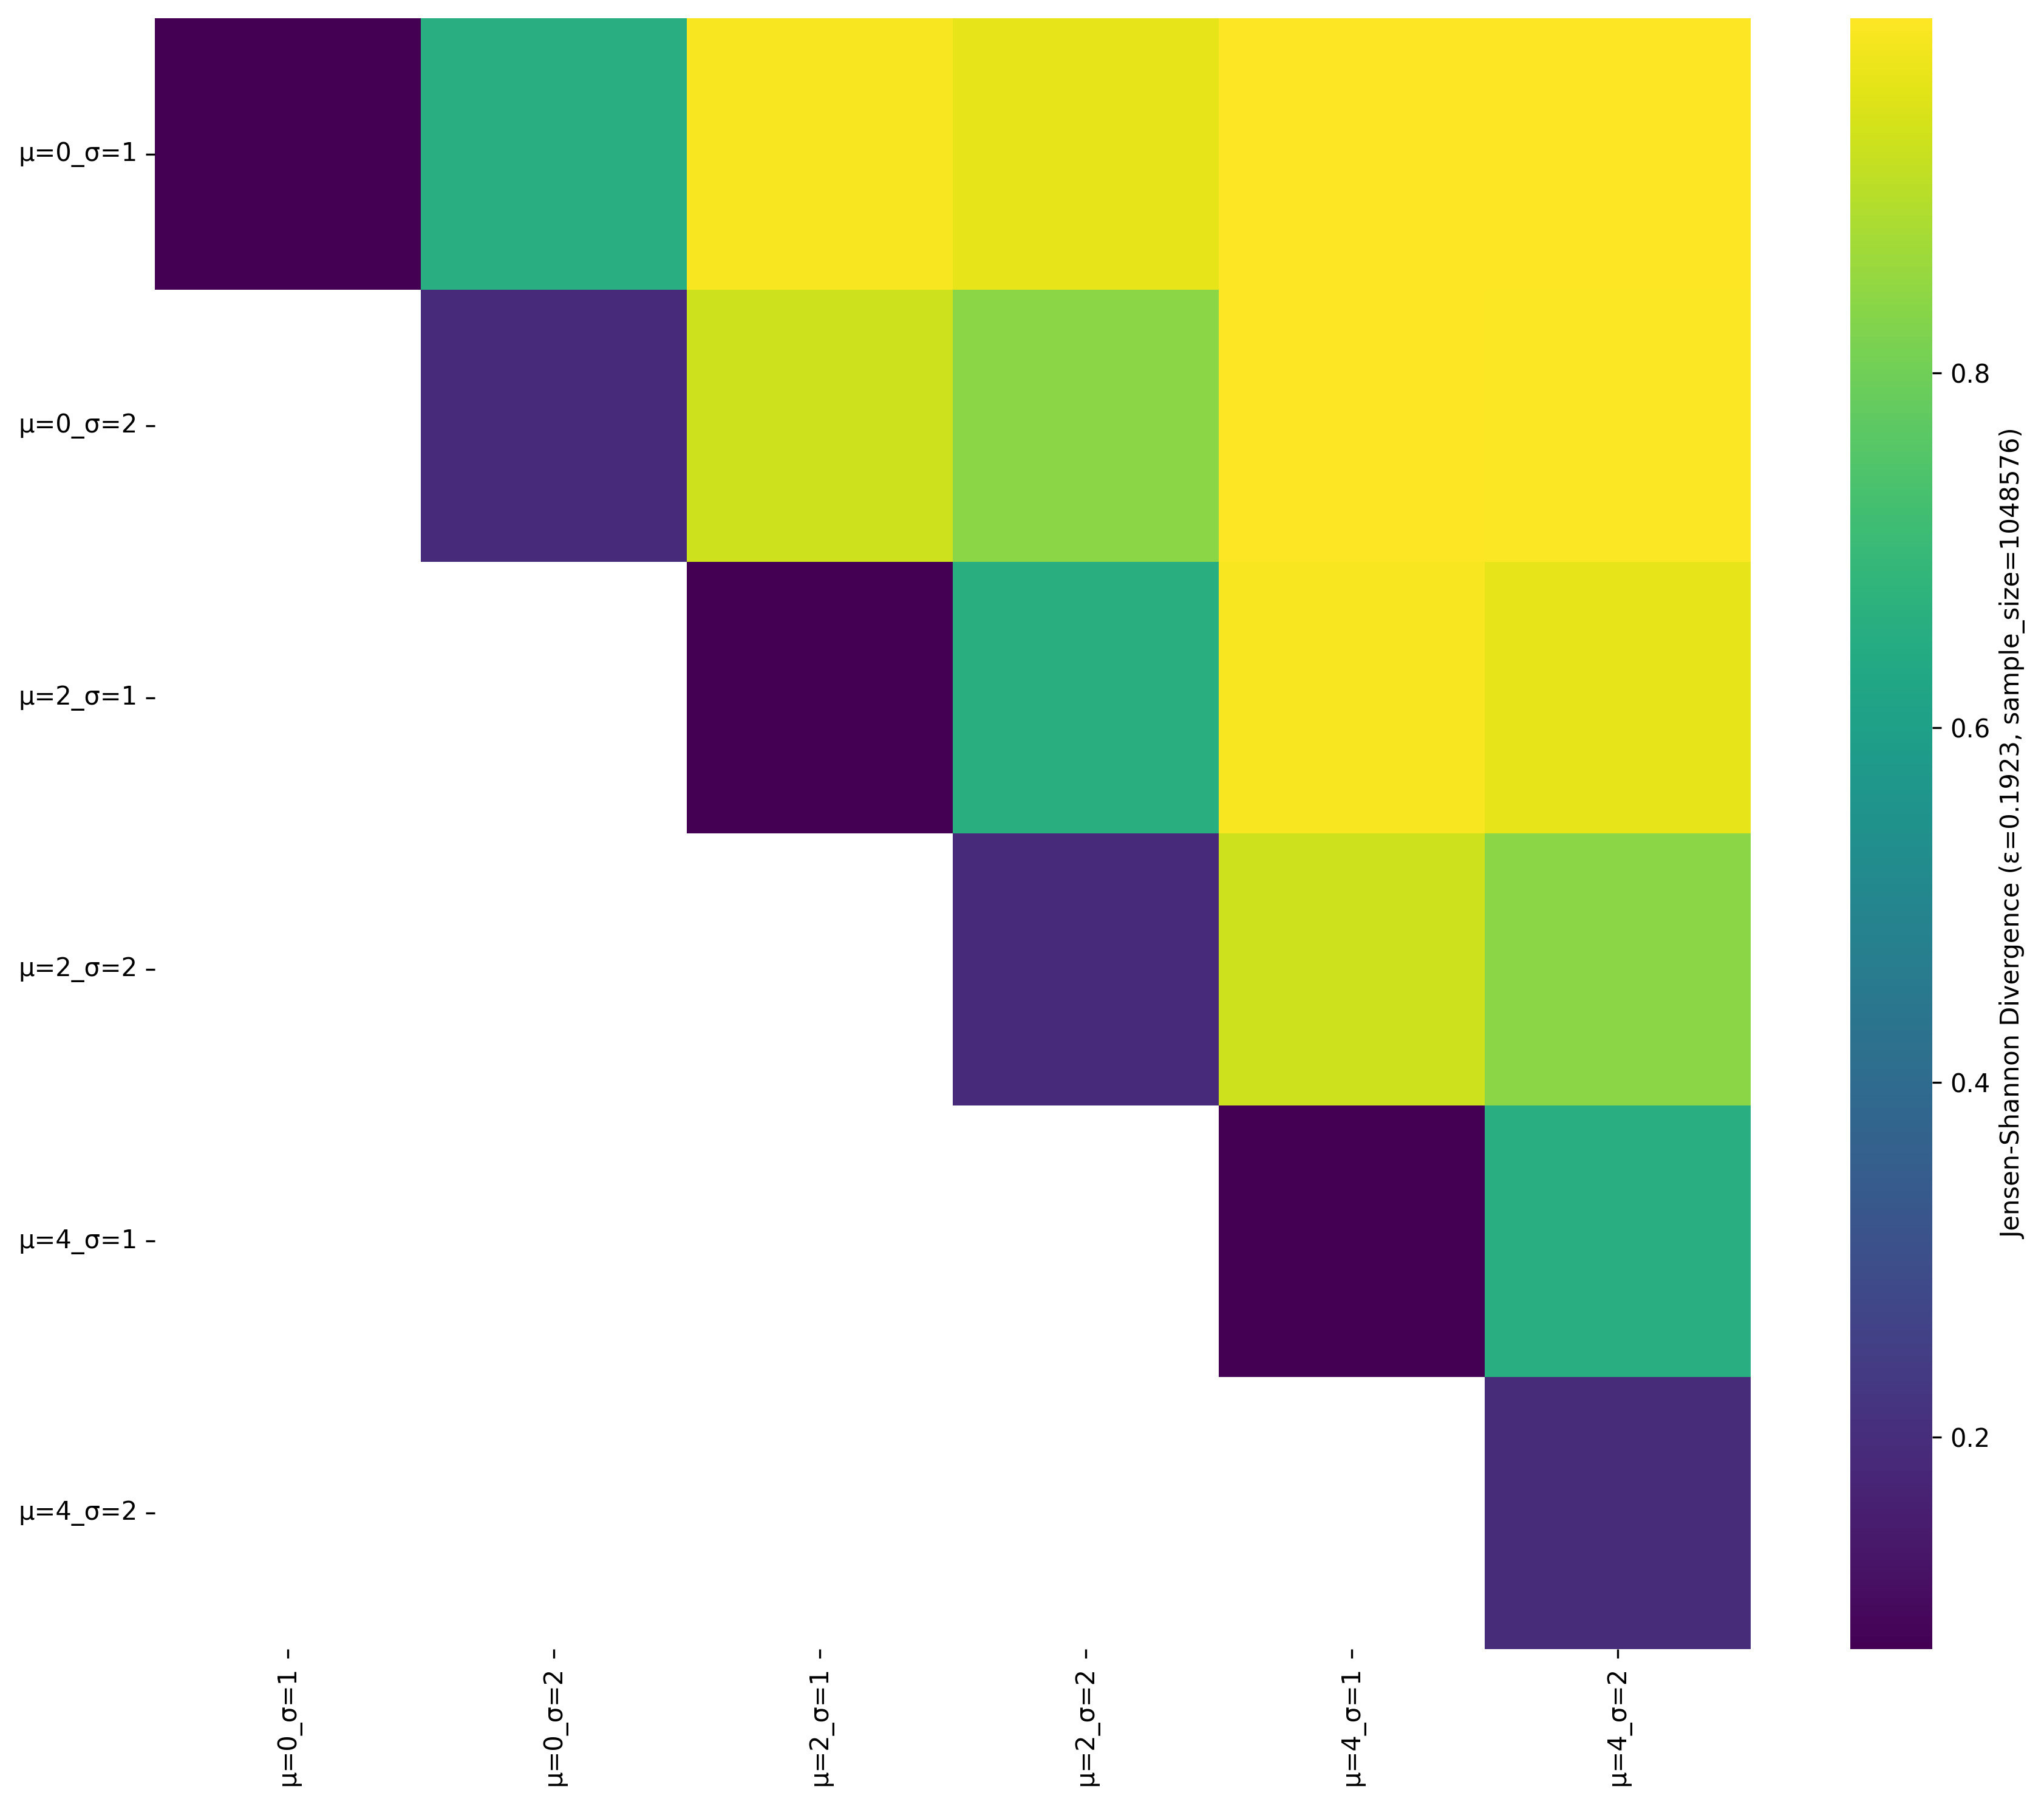 μ=0_σ=1
μ=0_σ=2
μ=2_σ=1
μ=2_σ=2
μ=4_σ=1
μ=4_σ=2
μ=0_σ=1
μ=0_σ=2
μ=2_σ=1
μ=2_σ=2
μ=4_σ=1
μ=4_σ=2
0.8
0.6
0.4
0.2
Jensen-Shannon Divergence (ε=0.1923, sample_size=1048576)